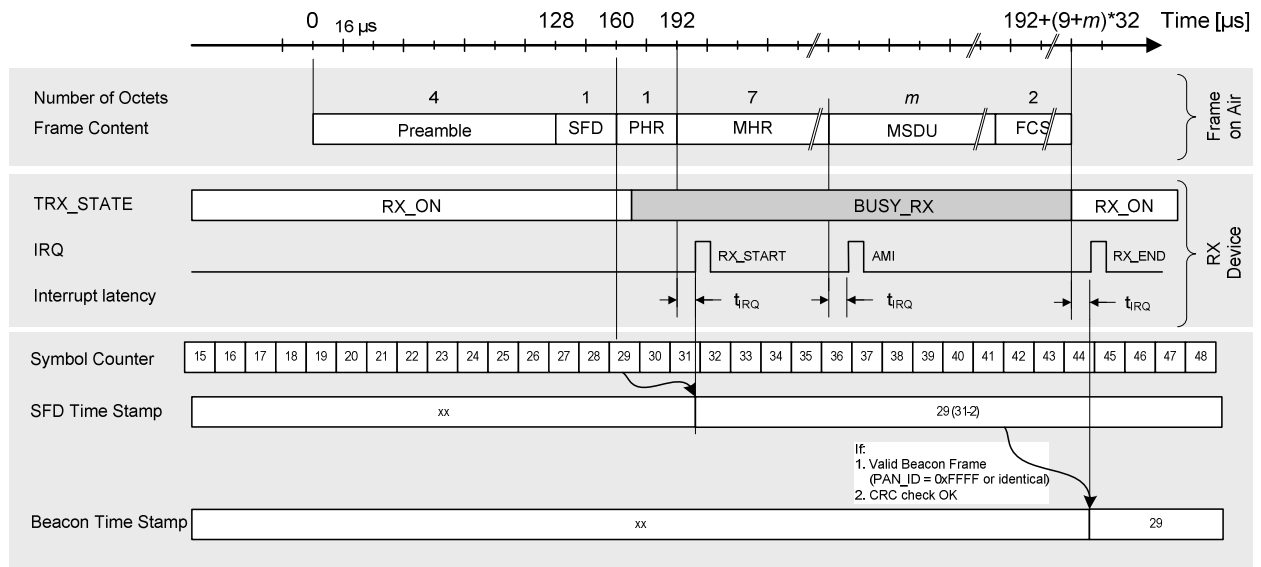 0 16 µs 128 160 192 192+(9+m)*32 Time [µs]
Number of Octets 4 1 1 7 m 2
Frame Content Preamble SFD PHR MHR MSDU FCS
Frame on Air
TRX_STATE RX_ON BUSY_RX RX_ON
IRQ RX_START AMI RX_END
Interrupt latency tIRQ tIRQ tIRQ
RX Device
Symbol Counter 15 16 17 18 19 20 21 22 23 24 25 26 27 28 29 30 31 32 33 34 35 36 37 38 39 40 41 42 43 44 45 46 47 48
SFD Time Stamp xx 29 (31-2)
If:
1. Valid Beacon Frame
(PAN_ID = 0xFFFF or identical)
2. CRC check OK
Beacon Time Stamp xx 29